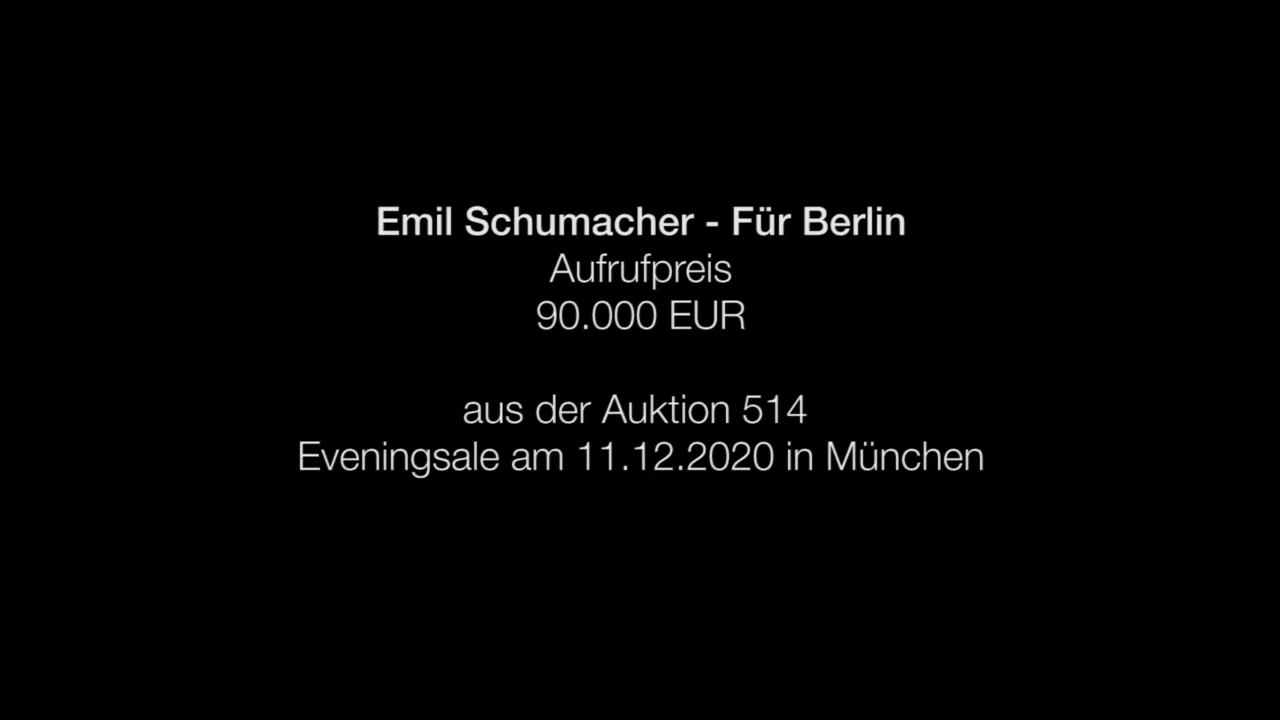 Emil Schumacher - Für Berlin
Aufrufpreis
90.000 EUR
aus der Auktion 514
Eveningsale am 11.12.2020 in München